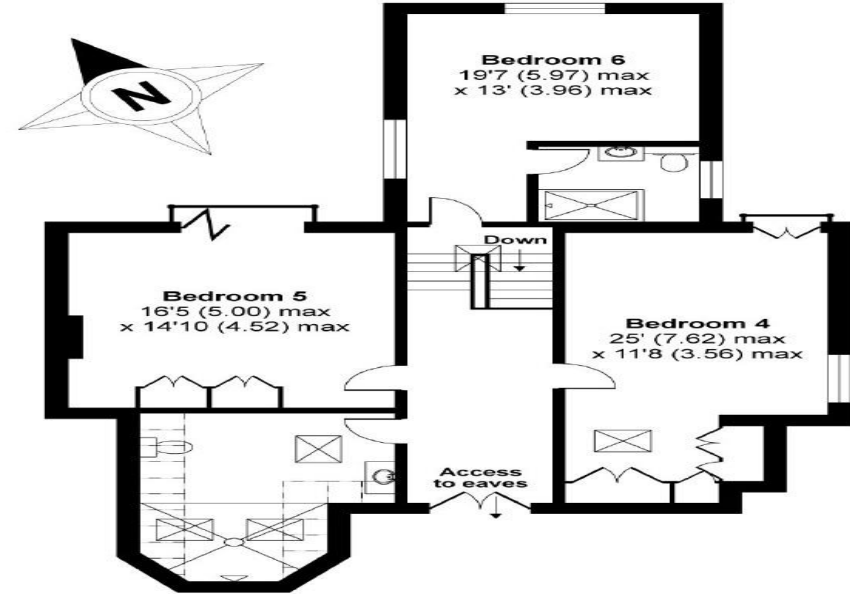 N
Bedroom 6
19'7 (5.97) max
x 13' (3.96) max
Down
Bedroom 5
16'5 (5.00) max
x 14'10 (4.52) max
Bedroom 4
25' (7.62) max
x 11'8 (3.56) max
Access
to eaves